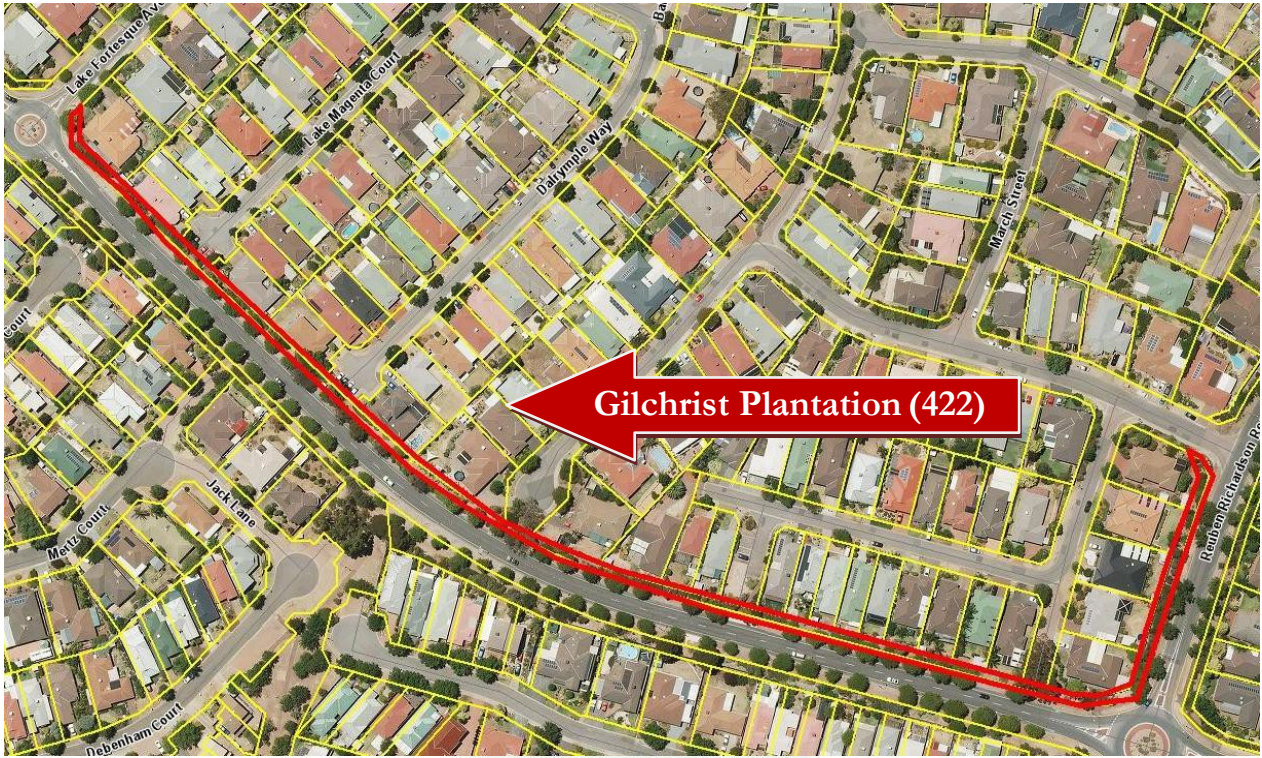 Lake Fortesque Ave
Lake Magenta Court
Dalrymple Way
Ba
March Street
Gilchrist Plantation (422)
Reuben Richardson Ro
Court
Jack Lane
Mertz Court
Debenham Court